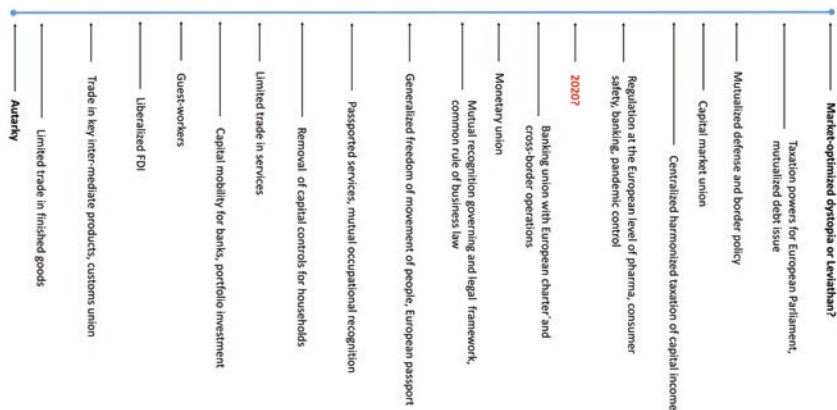 Market-optimized dystopia or Leviathan?
Taxation powers for European Parliament,
mutualized debt issue
Mutualized defense and border policy
Capital market union
Centralized harmonized taxation of capital income
Regulation at the European level of pharma, consumer
safety, banking, pandemic control
2020?
Banking union with European charter´and
cross-border operations
Monetary union
Mutual recognition governing and legal framework,
common rule of business law
Generalized freedom of movement of people, European passport
Passported services, mutual occupational recognition
Removal of capital controls for households
Limited trade in services
Capital mobility for banks, portfolio investment
Guest-workers
Liberalized FDI
Trade in key inter-mediate products, customs union
Limited trade in finished goods
Autarky